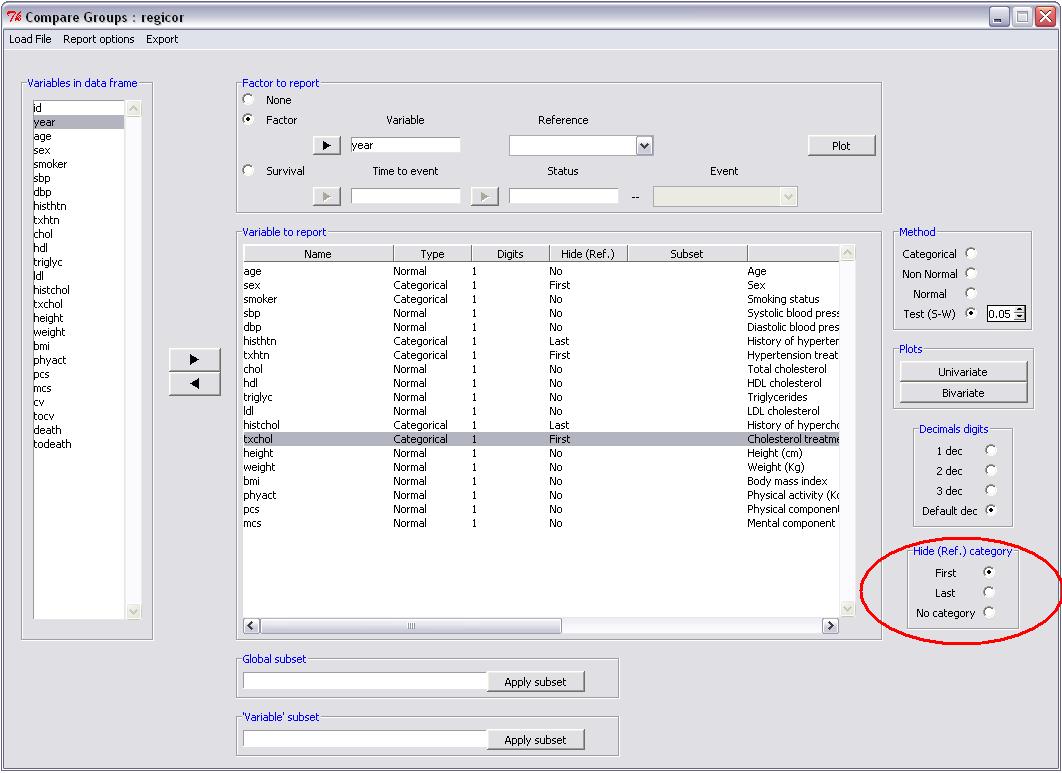 Compare Groups : regicor
Load File Report options Export
Variables in data frame
id
year
age
sex
smoker
sbp
dbp
histhtn
txhtn
chol
hdl
triglyc
ldl
histchol
txchol
height
weight
bmi
phyact
pcs
mcs
cv
tocv
death
todeath
Factor to report
None
Factor Variable Reference
year Plot
Survival Time to event Status Event
--
Variable to report
Name Type Digits Hide (Ref.) Subset
age Normal 1 No Age
sex Categorical 1 First Sex
smoker Categorical 1 No Smoking status
sbp Normal 1 No Systolic blood press
dbp Normal 1 No Diastolic blood pres
histhtn Categorical 1 Last History of hyperter
txhtn Categorical 1 First Hypertension treat
chol Normal 1 No Total cholesterol
hdl Normal 1 No HDL cholesterol
triglyc Normal 1 No Triglycerides
ldl Normal 1 No LDL cholesterol
histchol Categorical 1 Last History of hypercho
txchol Categorical 1 First Cholesterol treatme
height Normal 1 No Height (cm)
weight Normal 1 No Weight (Kg)
bmi Normal 1 No Body mass index
phyact Normal 1 No Physical activity (Kc
pcs Normal 1 No Physical component
mcs Normal 1 No Mental component
Method
Categorical
Non Normal
Normal
Test (S-W) 0.05
Plots
Univariate
Bivariate
Decimals digits
1 dec
2 dec
3 dec
Default dec
Hide (Ref.) category
First
Last
No category
Global subset
Apply subset
'Variable' subset
Apply subset